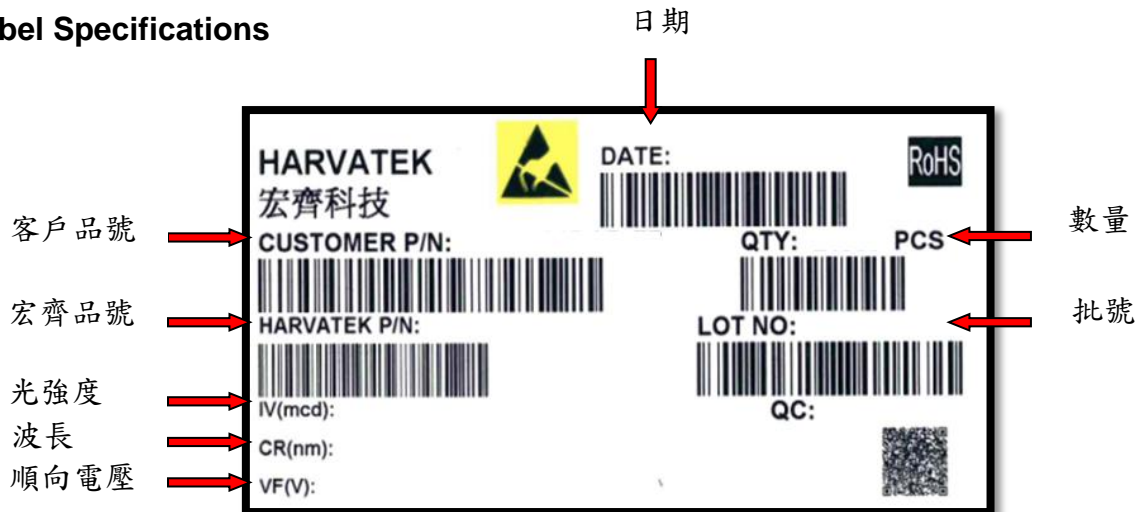 bel Specifications
日期
HARVATEK
宏齊科技
DATE:
RoHS
客戶品號
CUSTOMER P/N:
QTY:
PCS
數量
宏齊品號
HARVATEK P/N:
LOT NO:
批號
光強度
IV(mcd):
QC:
波長
CR(nm):
順向電壓
VF(V):